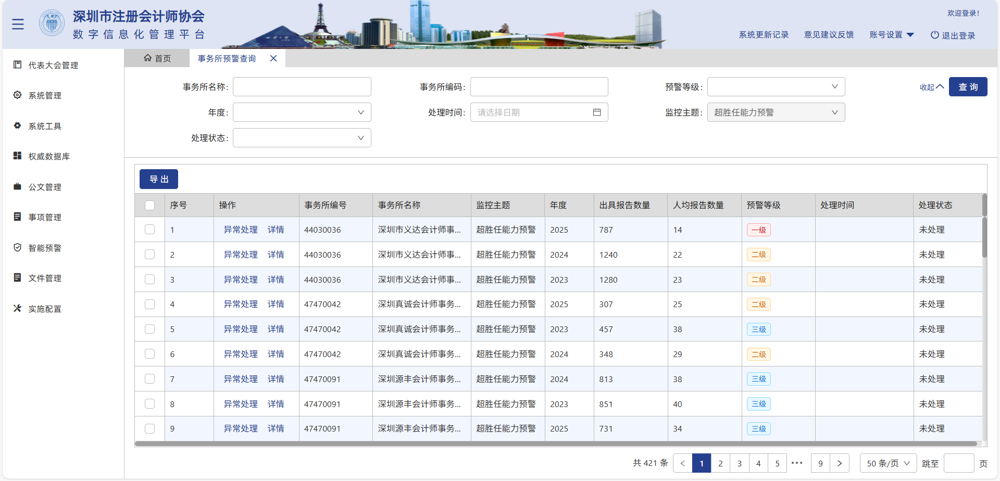 深圳市注册会计师协会
数字信息化管理平台
欢迎登录！
系统更新记录 意见建议反馈 账号设置 退出登录
代表大会管理
系统管理
系统工具
权威数据库
公文管理
事项管理
智能预警
文件管理
实施配置
首页 事务所预警查询
事务所名称： 事务所编码： 预警等级： 收起 查询
年度： 处理时间： 请选择日期 监控主题： 超胜任能力预警
处理状态：
导出
序号 操作 事务所编号 事务所名称 监控主题 年度 出具报告数量 人均报告数量 预警等级 处理时间 处理状态
1 异常处理 详情 44030036 深圳市义达会计师事... 超胜任能力预警 2025 787 14 一级 未处理
2 异常处理 详情 44030036 深圳市义达会计师事... 超胜任能力预警 2024 1240 22 二级 未处理
3 异常处理 详情 44030036 深圳市义达会计师事... 超胜任能力预警 2023 1280 23 二级 未处理
4 异常处理 详情 47470042 深圳真诚会计师事务... 超胜任能力预警 2025 307 25 二级 未处理
5 异常处理 详情 47470042 深圳真诚会计师事务... 超胜任能力预警 2023 457 38 三级 未处理
6 异常处理 详情 47470042 深圳真诚会计师事务... 超胜任能力预警 2024 348 29 二级 未处理
7 异常处理 详情 47470091 深圳源丰会计师事务... 超胜任能力预警 2024 813 38 三级 未处理
8 异常处理 详情 47470091 深圳源丰会计师事务... 超胜任能力预警 2023 851 40 三级 未处理
9 异常处理 详情 47470091 深圳源丰会计师事务... 超胜任能力预警 2025 731 34 三级 未处理
共 421 条 < 1 2 3 4 5 ••• 9 > 50 条/页 跳至 页